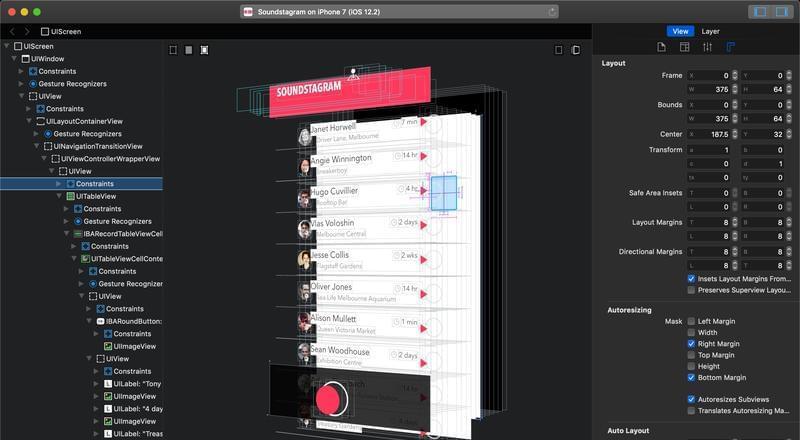 Soundstagram on iPhone 7 (iOS 12.2)
UIScreen
View Layer
UIScreen
UIWindow
Constraints
Gesture Recognizers
UIView
Constraints
UILayoutContainerView
Gesture Recognizers
UINavigationTransitionView
UIViewControllerWrapperView
UIView
Constraints
UITableView
Constraints
Gesture Recognizers
IBARecordTableViewCell
Constraints
UITableViewCellConte
Constraints
Gesture Recognizer
UIView
Constraints
IBARoundButton:
Constraints
UIImageView
UIView
Constraints
UILabel: "Tony
UIImageView
UILabel: "4 day
UIImageView
UILabel: "Treas
SOUNDSTAGRAM
Janet Horwell 7 min
Driver Lane, Melbourne
Angie Winnington 14 hr
Sneakerboy
Hugo Cuvillier 4 hr
Rooftop Bar
Vlas Voloshin 2 days
Melbourne Central
Jesse Collis 2 wks
Flagstaff Gardens
Oliver Jones 14 hr
Sea Life Melbourne Aquarium
Alison Mullett 1 min
Queen Victoria Market
Sean Woodhouse 2 days
Exhibition Centre
Layout
Frame X 0 Y 0
W 375 H 64
Bounds X 0 Y 0
W 375 H 64
Center X 187.5 Y 32
Transform a 1 b 0
c 0 d 1
tx 0 ty 0
Safe Area Insets T 0 B 0
L 0 R 0
Layout Margins T 8 B 8
L 8 R 8
Directional Margins T 8 B 8
L 8 T 8
Insets Layout Margins From...
Preserves Superview Layou...
Autoresizing
Mask Left Margin
Width
Right Margin
Top Margin
Height
Bottom Margin
Autoresizes Subviews
Translates Autoresizing Ma...
Auto Layout